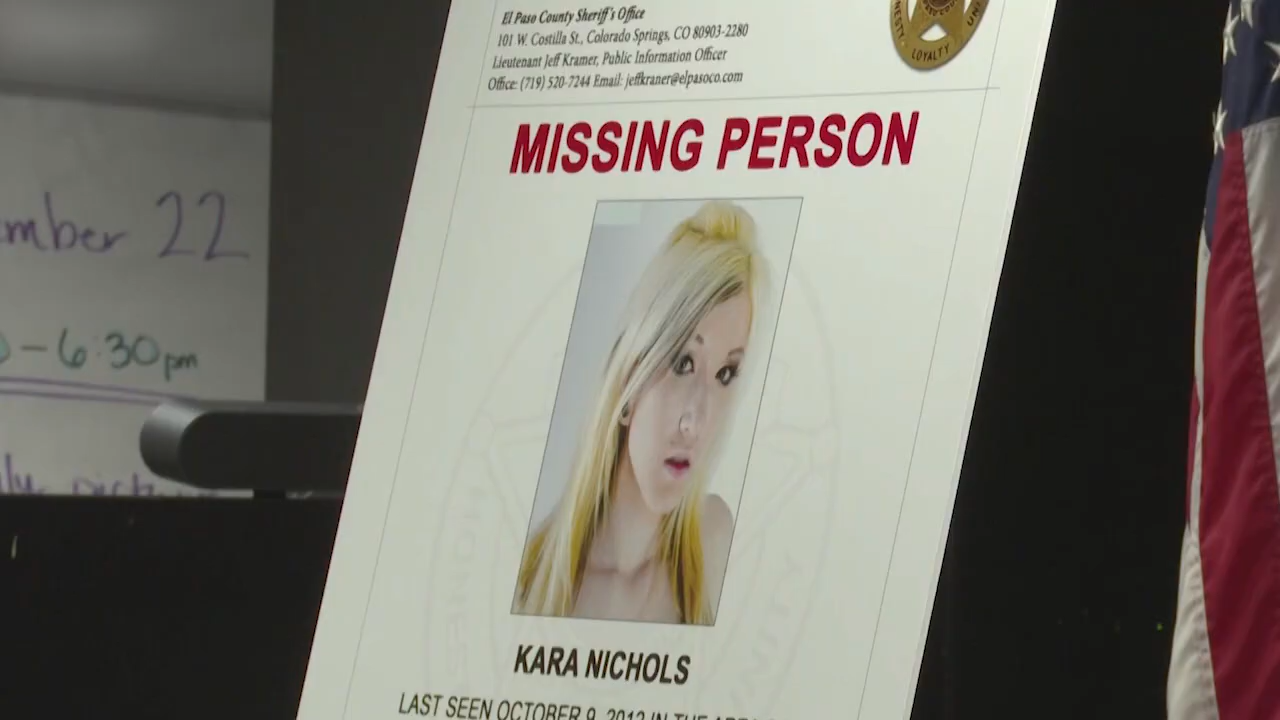 El Paso County Sheriff's Office
101 W. Costilla St., Colorado Springs, CO 80903-2280
Lieutenant Jeff Kramer, Public Information Officer
Office: (719) 520-7244 Email: jeffkraner@elpasoco.com
LOYALTY
MISSING PERSON
mber 22
- 6:30pm
KARA NICHOLS
LAST SEEN OCTOBER 9, 2012 IN THE